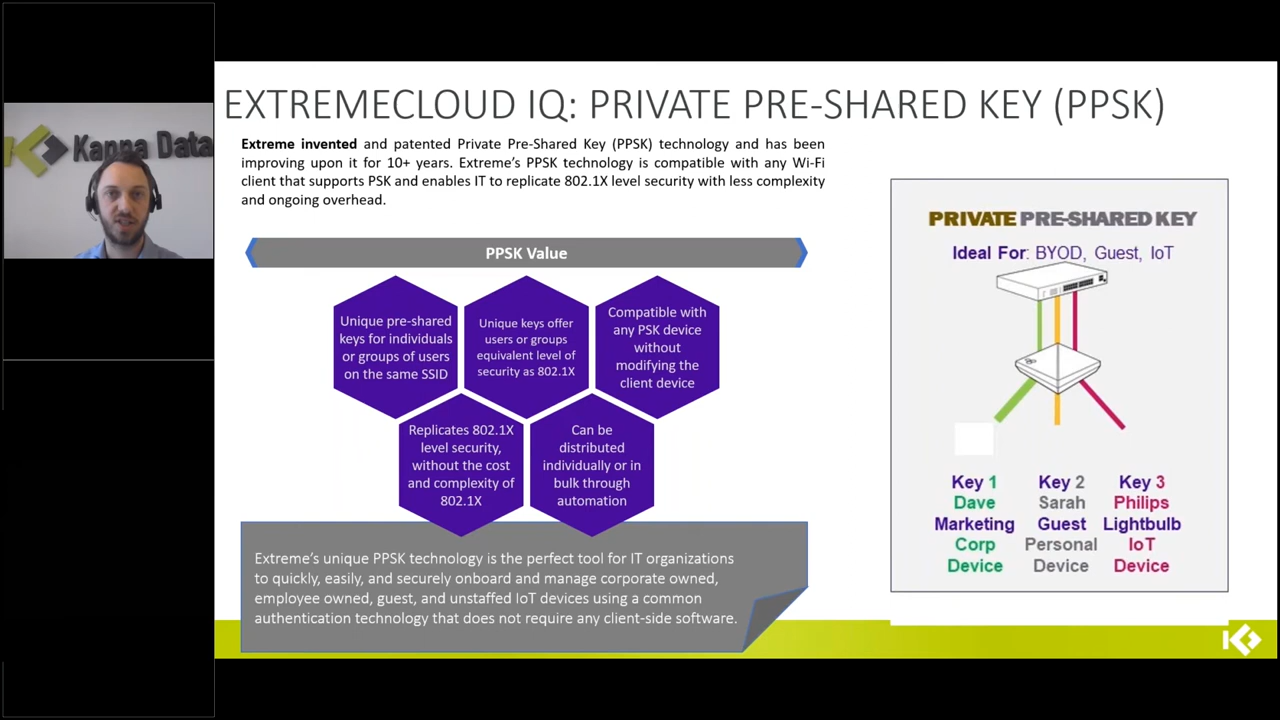 Kappa Data
EXTREMECLOUD IQ: PRIVATE PRE-SHARED KEY (PPSK)
Extreme invented and patented Private Pre-Shared Key (PPSK) technology and has been
improving upon it for 10+ years. Extreme's PPSK technology is compatible with any Wi-Fi
client that supports PSK and enables IT to replicate 802.1X level security with less complexity
and ongoing overhead.
PPSK Value
Unique pre-shared
keys for individuals
or groups of users
on the same SSID
Unique keys offer
users or groups
equivalent level of
security as 802.1X
Compatible with
any PSK device
without
modifying the
client device
Replicates 802.1X
level security,
without the cost
and complexity of
802.1X
Can be
distributed
individually or in
bulk through
automation
Extreme's unique PPSK technology is the perfect tool for IT organizations
to quickly, easily, and securely onboard and manage corporate owned,
employee owned, guest, and unstaffed IoT devices using a common
authentication technology that does not require any client-side software.
PRIVATE PRE-SHARED KEY
Ideal For: BYOD, Guest, IoT
Key 1
Dave
Marketing
Corp
Device
Key 2
Sarah
Guest
Personal
Device
Key 3
Philips
Lightbulb
IoT
Device